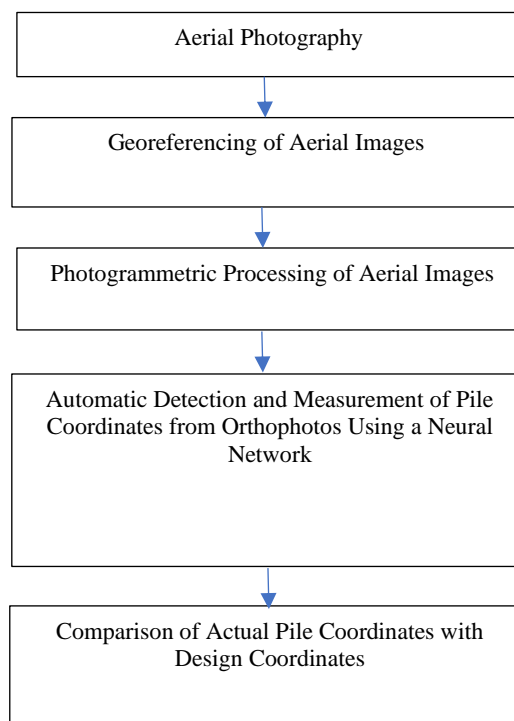 Aerial Photography
Georeferencing of Aerial Images
Photogrammetric Processing of Aerial Images
Automatic Detection and Measurement of Pile
Coordinates from Orthophotos Using a Neural
Network
Comparison of Actual Pile Coordinates with
Design Coordinates